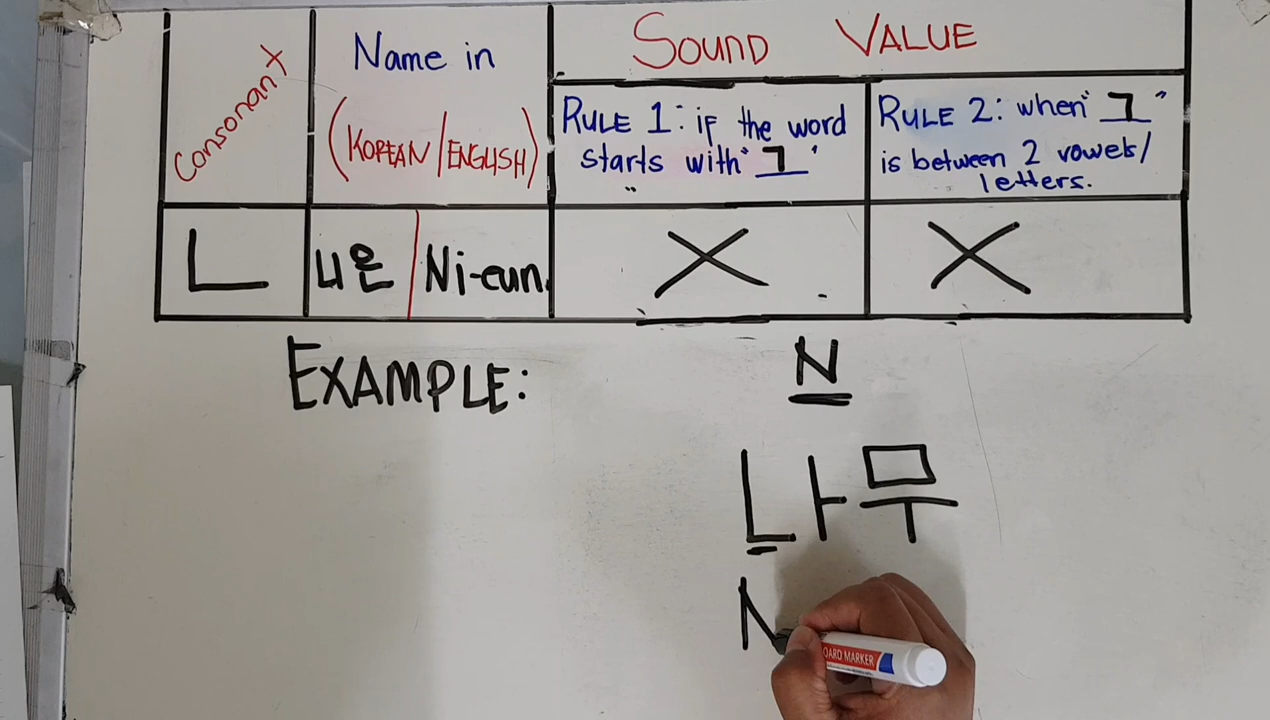 Consonant
Name in
(KOREAN/ENGLISH)
SOUND VALUE
RULE 1: if the word
starts with "ㄱ"
RULE 2: when "ㄱ"
is between 2 vowels/
letters.
ㄴ
니은 / Ni-eun.
X
X
EXAMPLE:
N
나무
N
BOARD MARKER